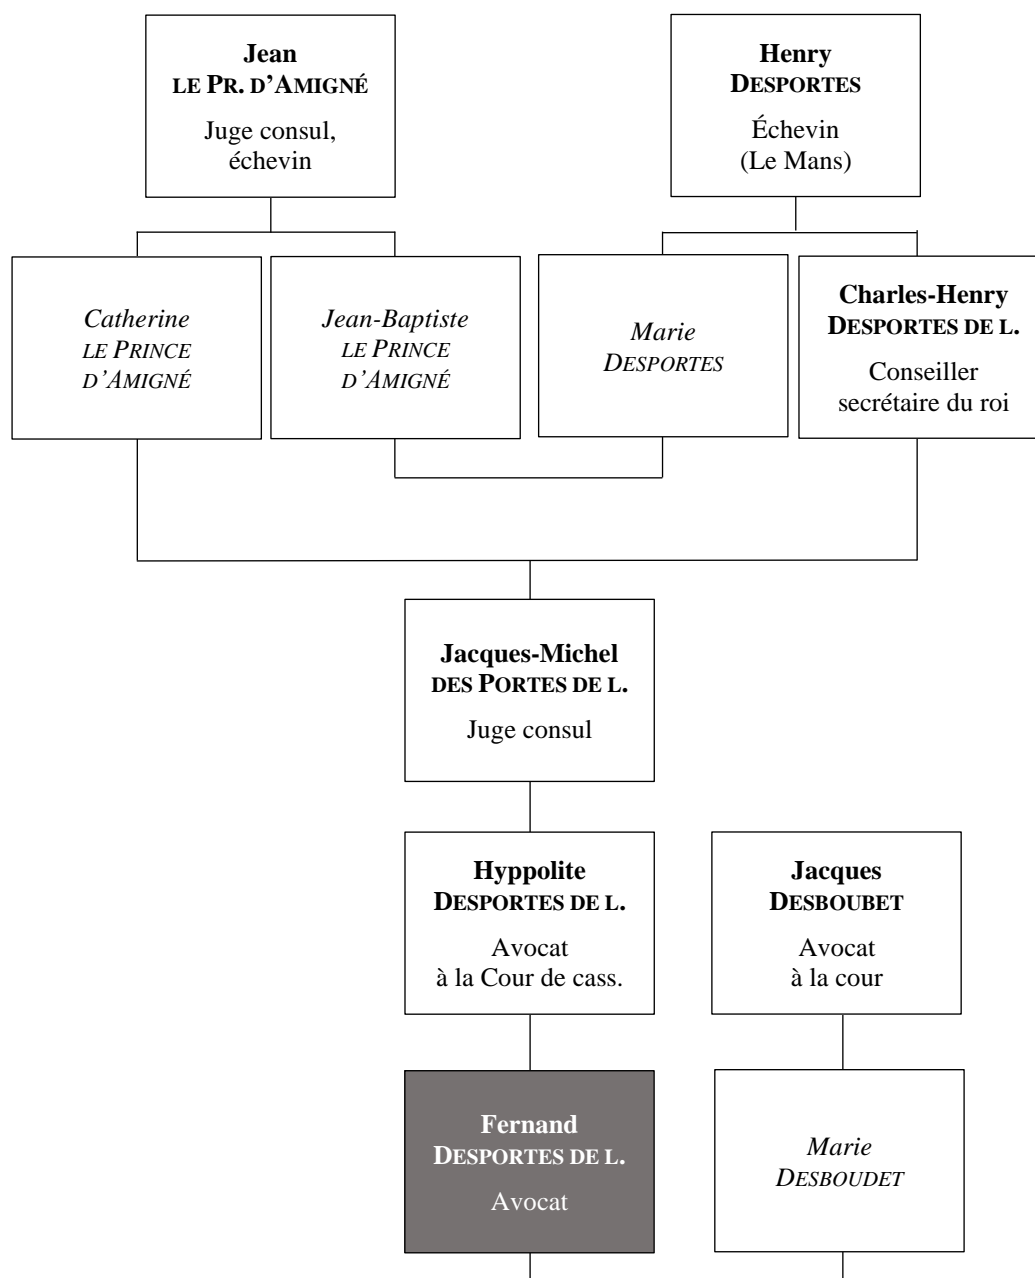 Jean
LE PR. D’AMIGNÉ
Juge consul,
échevin
Henry
DESPORTES
Échevin
(Le Mans)
Catherine
LE PRINCE
D’AMIGNÉ
Jean-Baptiste
LE PRINCE
D’AMIGNÉ
Marie
DESPORTES
Charles-Henry
DESPORTES DE L.
Conseiller
secrétaire du roi
Jacques-Michel
DES PORTES DE L.
Juge consul
Hyppolite
DESPORTES DE L.
Avocat
à la Cour de cass.
Jacques
DESBOUBET
Avocat
à la cour
Fernand
DESPORTES DE L.
Avocat
Marie
DESBOUDET